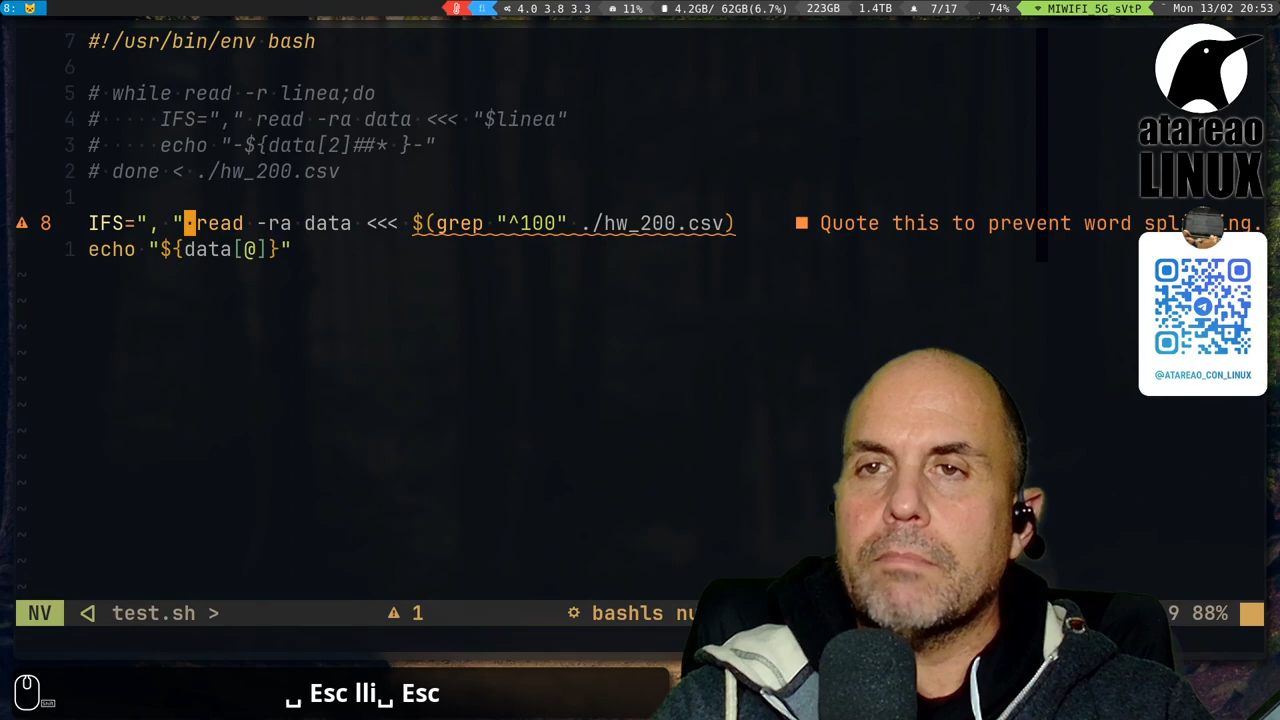 8: 4.0 3.8 3.3 11% 4.2GB/ 62GB(6.7%) 223GB 1.4TB 7/17 74% MIWIFI_5G_sVtP Mon 13/02 20:53
7 #!/usr/bin/env bash
6
5 # while read -r linea;do
4 # IFS="," read -ra data <<< "$linea"
3 # echo "-${data[2]##* }-"
2 # done < ./hw_200.csv
1
8 IFS=", " read -ra data <<< $(grep "^100" ./hw_200.csv) ■ Quote this to prevent word splitting.
1 echo "${data[@]}"
~
~
~
~
~
~
~
~
~
~
~
~
~
atareao
LINUX
@ATAREAO_CON_LINUX
NV test.sh > 1 bashls nu 9 88%
␣ Esc lli␣ Esc